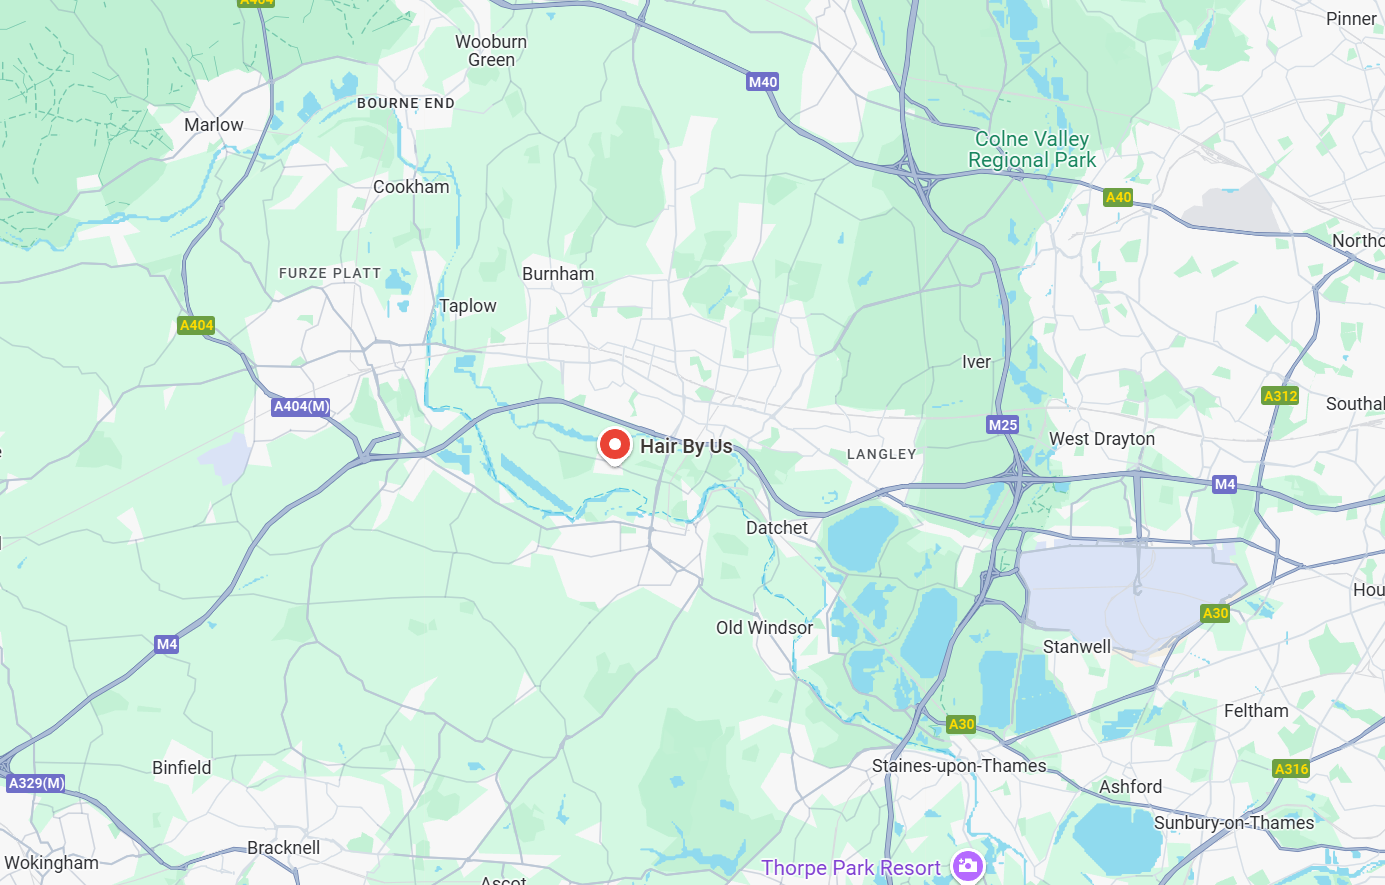 A404
Pinner
Wooburn
Green
M40
BOURNE END
Marlow
Colne Valley
Regional Park
Cookham
A40
Northo
FURZE PLATT
Burnham
Taplow
A404
Iver
A312
A404(M)
Southal
M25
West Drayton
Hair By Us
LANGLEY
M4
Datchet
Hou
A30
Old Windsor
M4
Stanwell
Feltham
A30
Binfield
Staines-upon-Thames
A316
A329(M)
Ashford
Sunbury-on-Thames
Bracknell
Wokingham
Thorpe Park Resort
Ascot